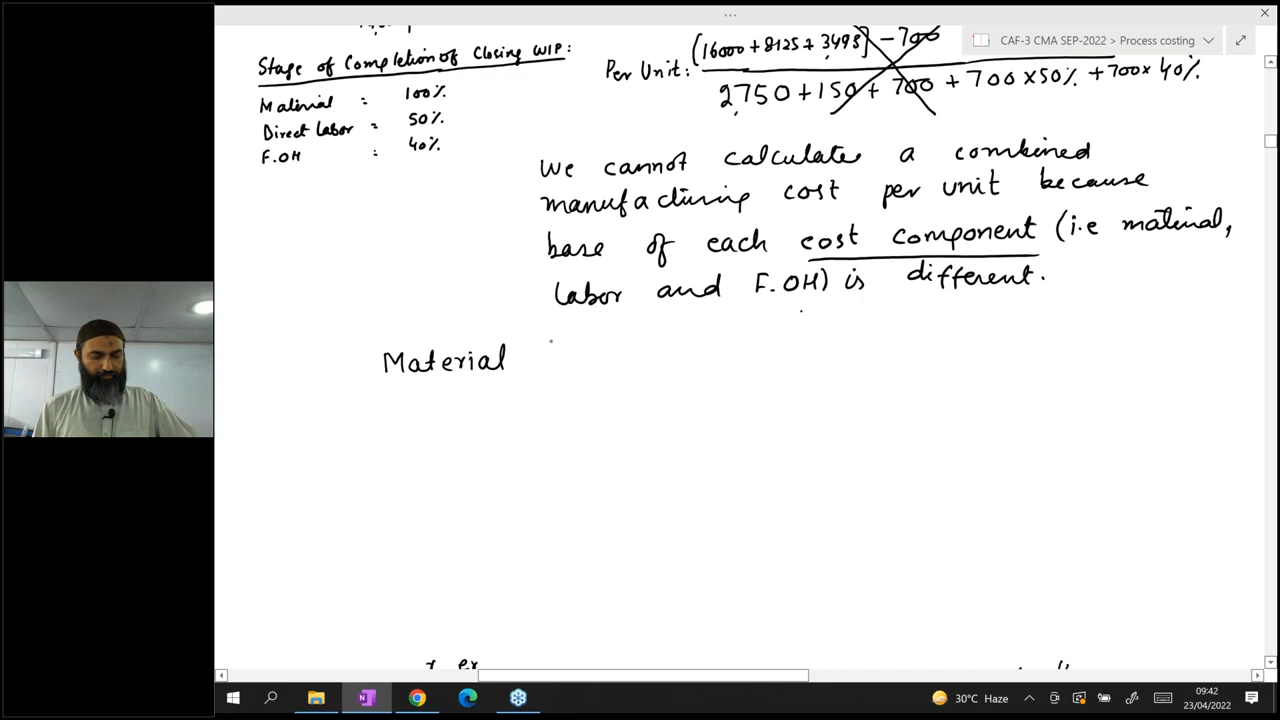 CAF-3 CMA SEP-2022 > Process costing
Stage of Completion of Closing WIP:
Material : 100%
Direct labor = 50%
F.OH : 40%
(16000 + 8125 + 3498) - 700
Per Unit:
2,750 + 150 + 700 + 700 x 50% + 700 x 40%
We cannot calculate a combined
manufacturing cost per unit because
base of each cost component (i.e material,
labor and F.OH) is different.
Material
30°C Haze
09:42
23/04/2022